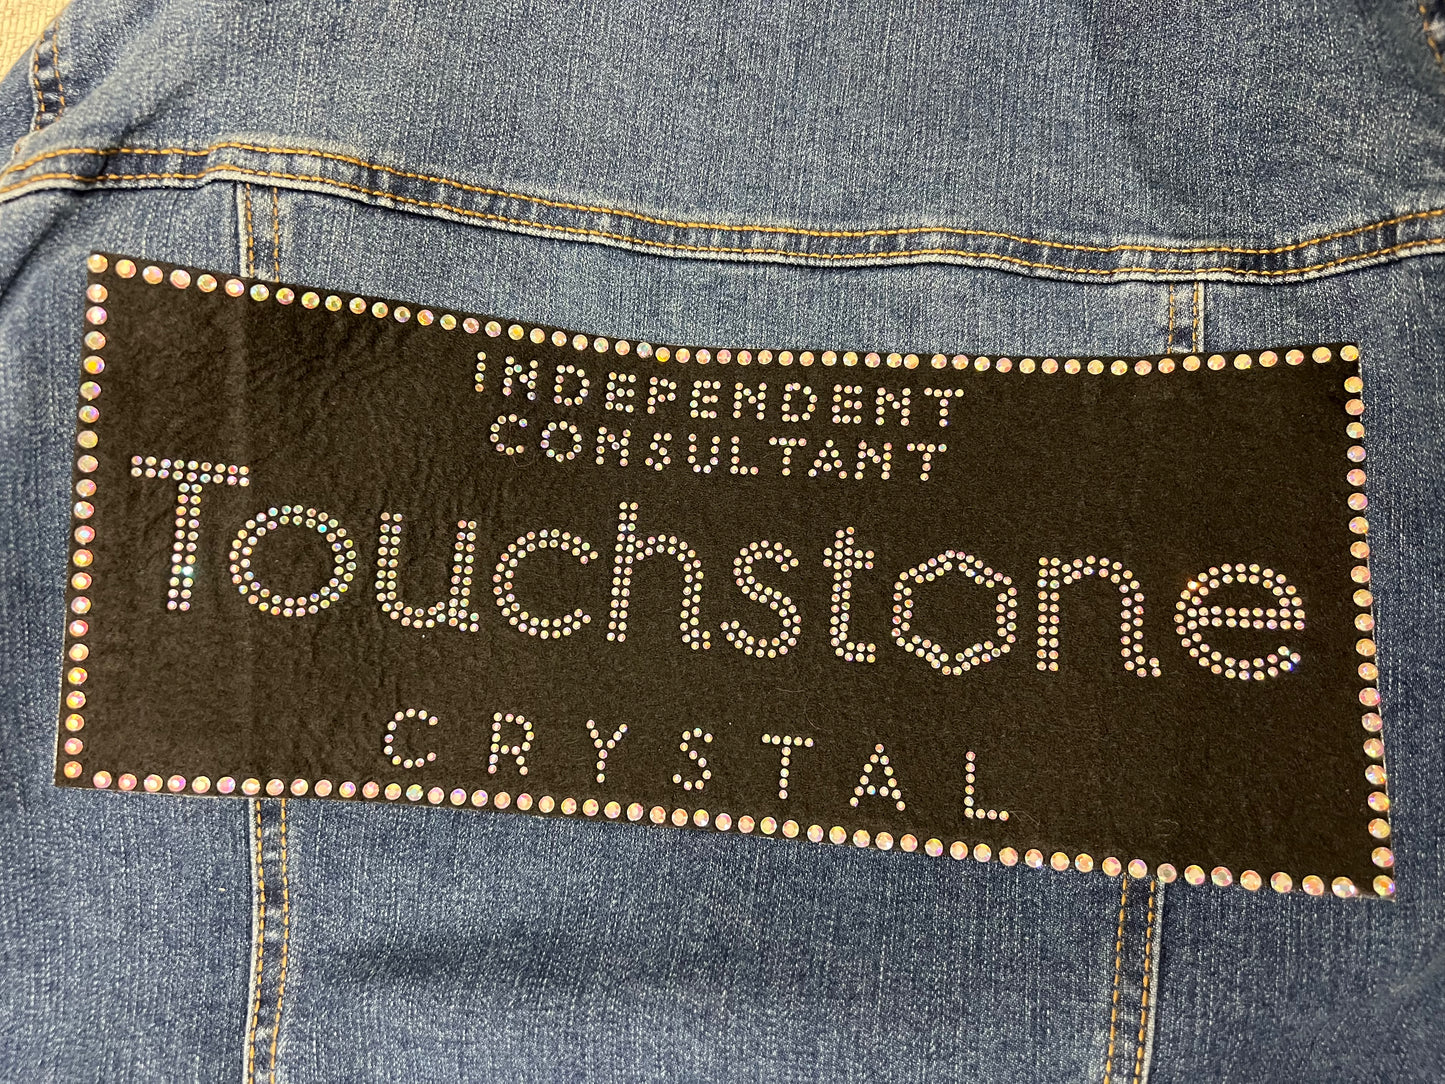 INDEPENDENT
CONSULTANT
Touchstone
CRYSTAL